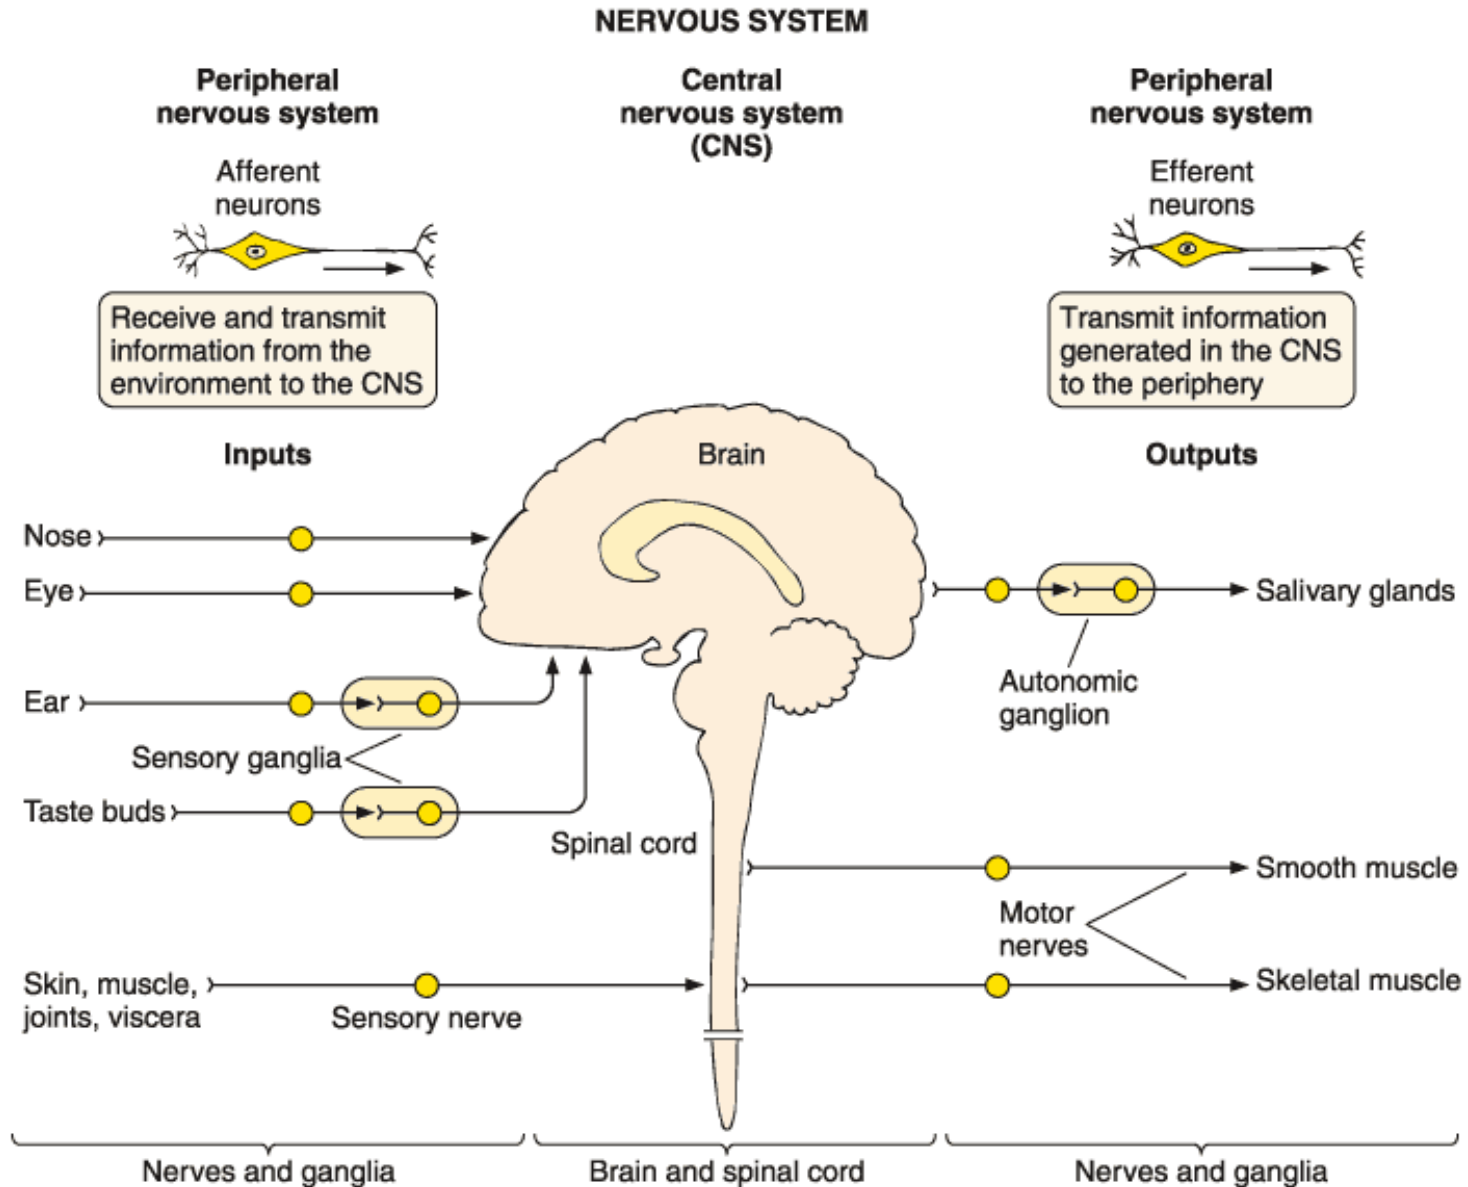 NERVOUS SYSTEM
Peripheral
nervous system
Central
nervous system
(CNS)
Peripheral
nervous system
Afferent
neurons
Efferent
neurons
Receive and transmit
information from the
environment to the CNS
Transmit information
generated in the CNS
to the periphery
Inputs
Brain
Outputs
Nose
Eye
Salivary glands
Autonomic
ganglion
Ear
Sensory ganglia
Taste buds
Spinal cord
Smooth muscle
Motor
nerves
Skin, muscle,
joints, viscera
Sensory nerve
Skeletal muscle
Nerves and ganglia
Brain and spinal cord
Nerves and ganglia